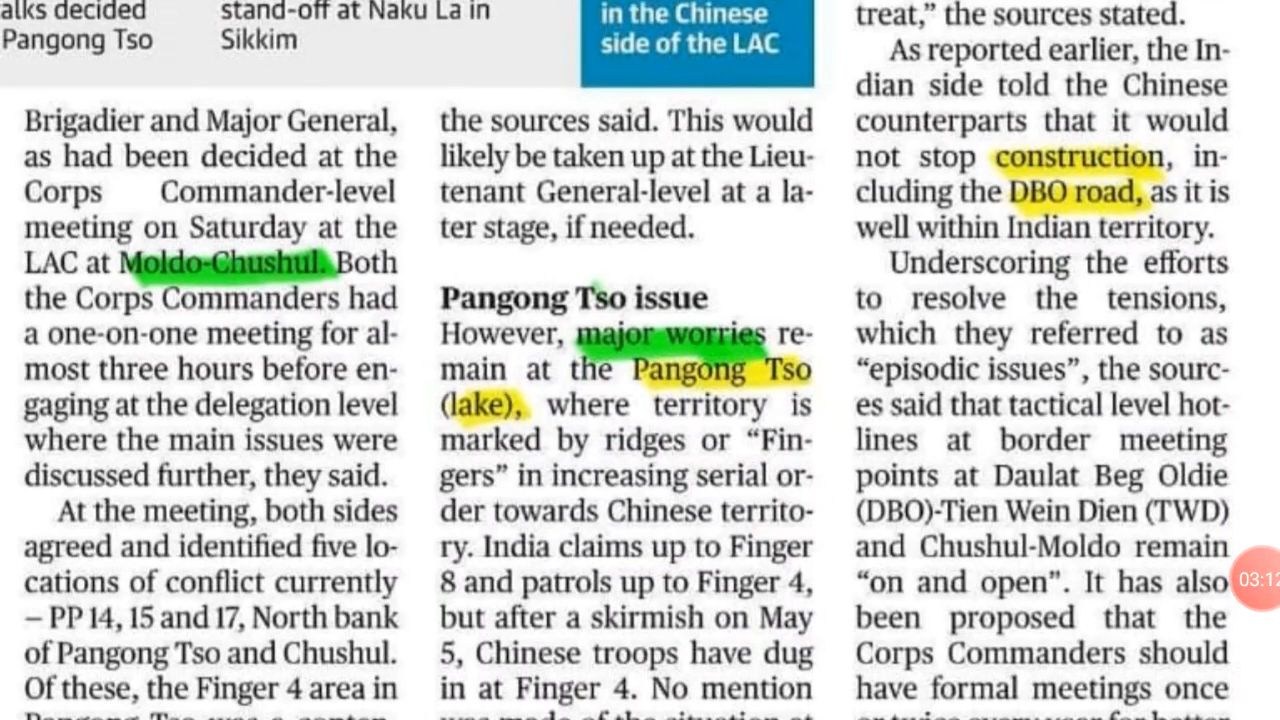 alks decided
Pangong Tso
stand-off at Naku La in
Sikkim
in the Chinese
side of the LAC
Brigadier and Major General,
as had been decided at the
Corps Commander-level
meeting on Saturday at the
LAC at Moldo-Chushul. Both
the Corps Commanders had
a one-on-one meeting for al-
most three hours before en-
gaging at the delegation level
where the main issues were
discussed further, they said.
At the meeting, both sides
agreed and identified five lo-
cations of conflict currently
– PP 14, 15 and 17, North bank
of Pangong Tso and Chushul.
Of these, the Finger 4 area in
the sources said. This would
likely be taken up at the Lieu-
tenant General-level at a la-
ter stage, if needed.
Pangong Tso issue
However, major worries re-
main at the Pangong Tso
(lake), where territory is
marked by ridges or “Fin-
gers” in increasing serial or-
der towards Chinese territo-
ry. India claims up to Finger
8 and patrols up to Finger 4,
but after a skirmish on May
5, Chinese troops have dug
in at Finger 4. No mention
was made of the situation at
treat,” the sources stated.
As reported earlier, the In-
dian side told the Chinese
counterparts that it would
not stop construction, in-
cluding the DBO road, as it is
well within Indian territory.
Underscoring the efforts
to resolve the tensions,
which they referred to as
“episodic issues”, the sourc-
es said that tactical level hot-
lines at border meeting
points at Daulat Beg Oldie
(DBO)-Tien Wein Dien (TWD)
and Chushul-Moldo remain
“on and open”. It has also
been proposed that the
Corps Commanders should
have formal meetings once
03:12